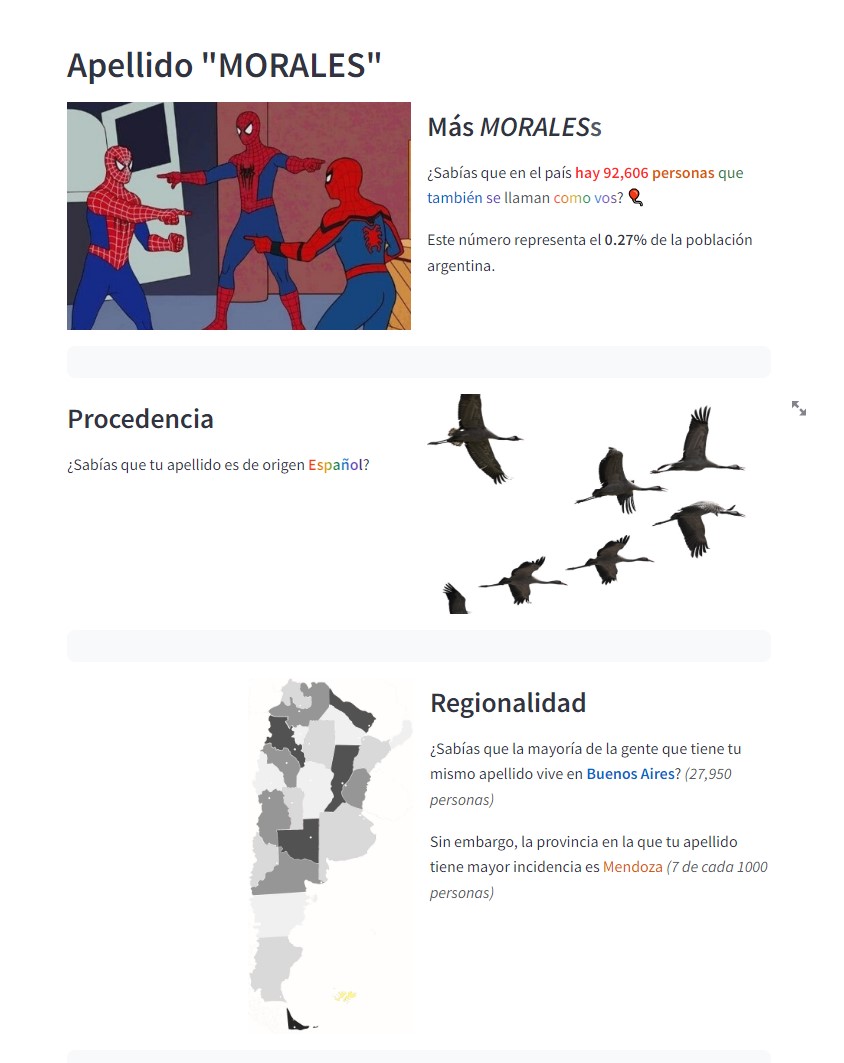 Apellido "MORALES"
Más MORALESs
¿Sabías que en el país hay 92,606 personas que
también se llaman como vos? 🎈
Este número representa el 0.27% de la población
argentina.
Procedencia
¿Sabías que tu apellido es de origen Español?
Regionalidad
¿Sabías que la mayoría de la gente que tiene tu
mismo apellido vive en Buenos Aires? (27,950
personas)
Sin embargo, la provincia en la que tu apellido
tiene mayor incidencia es Mendoza (7 de cada 1000
personas)